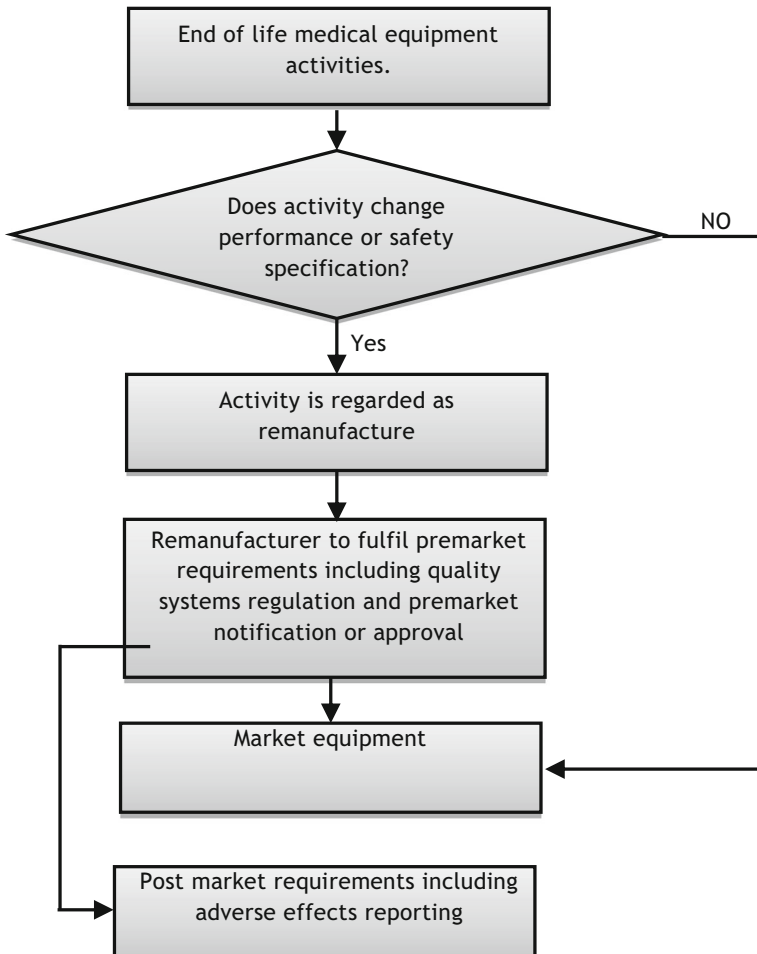 End of life medical equipment
activities.
Does activity change
performance or safety
specification?
NO
Yes
Activity is regarded as
remanufacture
Remanufacturer to fulfil premarket
requirements including quality
systems regulation and premarket
notification or approval
Market equipment
Post market requirements including
adverse effects reporting